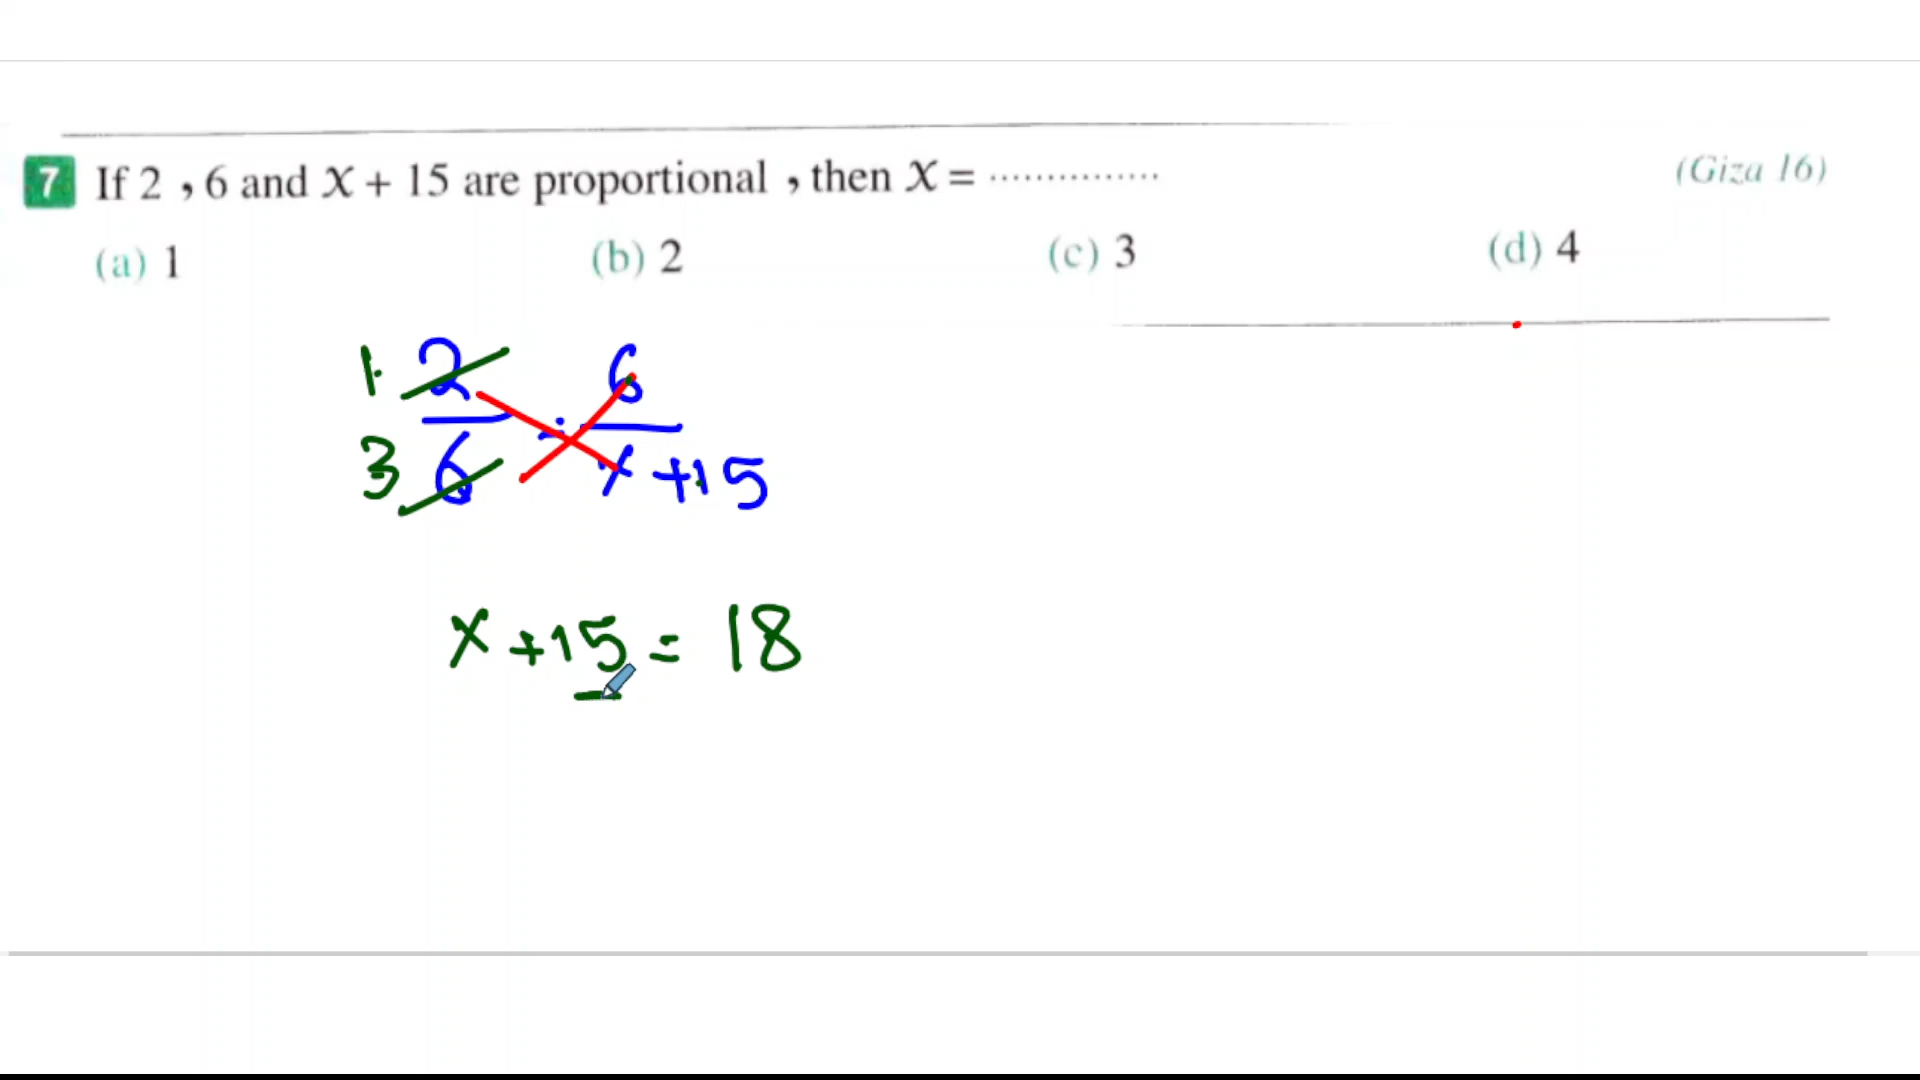 7 If 2 , 6 and X + 15 are proportional , then X = ...............
(Giza 16)
(a) 1 (b) 2 (c) 3 (d) 4
1 2 = 6
3 6 x+15
x+15 = 18